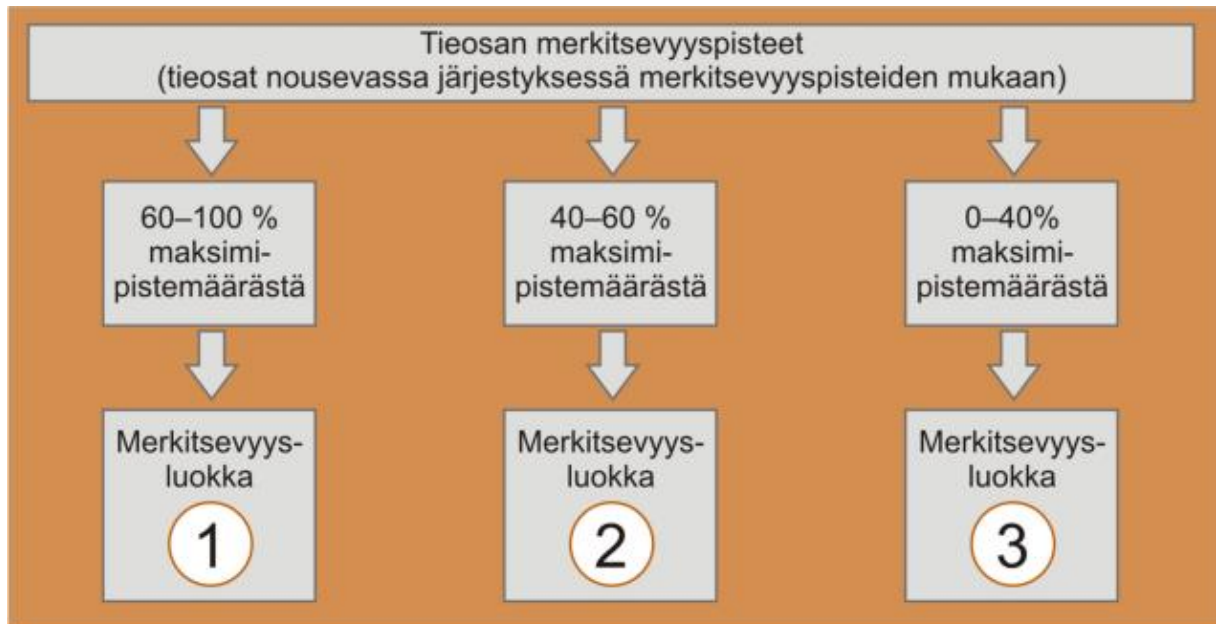 Tieosan merkitsevyyspisteet
(tieosat nousevassa järjestyksessä merkitsevyyspisteiden mukaan)
60–100 %
maksimi-
pistemäärästä
40–60 %
maksimi-
pistemäärästä
0–40%
maksimi-
pistemäärästä
Merkitsevyys-
luokka
1
Merkitsevyys-
luokka
2
Merkitsevyys-
luokka
3